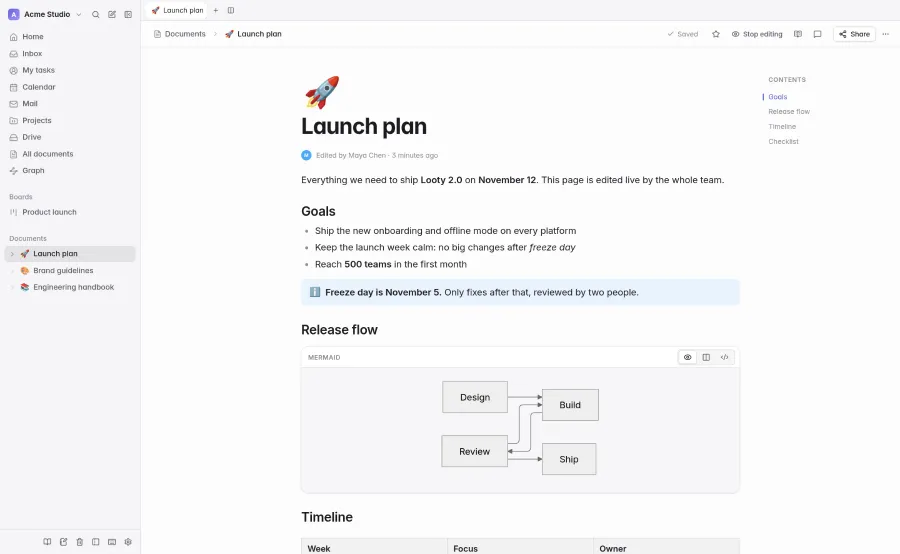 Acme Studio
Home
Inbox
My tasks
Calendar
Mail
Projects
Drive
All documents
Graph
Boards
Product launch
Documents
Launch plan
Brand guidelines
Engineering handbook
Launch plan
Documents
Launch plan
Saved
Stop editing
Share
Launch plan
M
Edited by Maya Chen · 3 minutes ago
Everything we need to ship Looty 2.0 on November 12. This page is edited live by the whole team.
Goals
Ship the new onboarding and offline mode on every platform
Keep the launch week calm: no big changes after freeze day
Reach 500 teams in the first month
Freeze day is November 5. Only fixes after that, reviewed by two people.
Release flow
MERMAID
Design
Build
Review
Ship
Timeline
Week Focus Owner
CONTENTS
Goals
Release flow
Timeline
Checklist